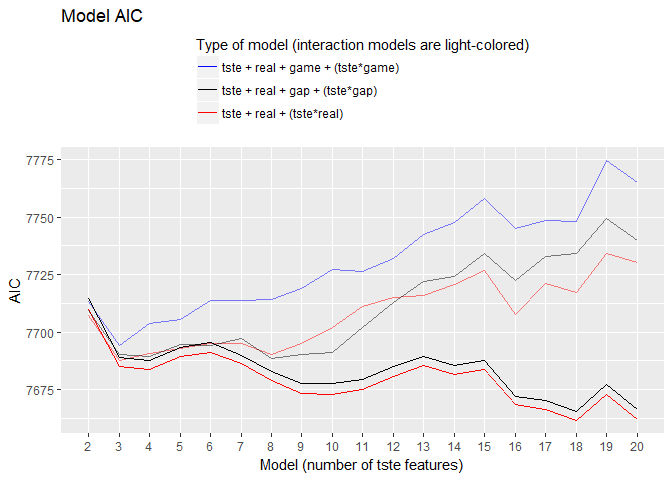 Model AIC
Type of model (interaction models are light-colored)
tste + real + game + (tste*game)
tste + real + gap + (tste*gap)
tste + real + (tste*real)
7775
7750
7725
7700
7675
AIC
2 3 4 5 6 7 8 9 10 11 12 13 14 15 16 17 18 19 20
Model (number of tste features)